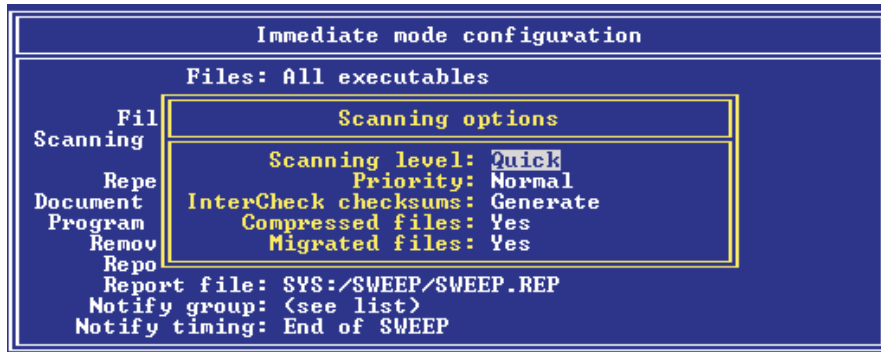 Immediate mode configuration
Files: All executables
Fil
Scanning options
Scanning
Scanning level: Quick
Repe
Priority: Normal
Document
InterCheck checksums: Generate
Program
Compressed files: Yes
Remov
Migrated files: Yes
Repo
Report file: SYS:/SWEEP/SWEEP.REP
Notify group: (see list)
Notify timing: End of SWEEP